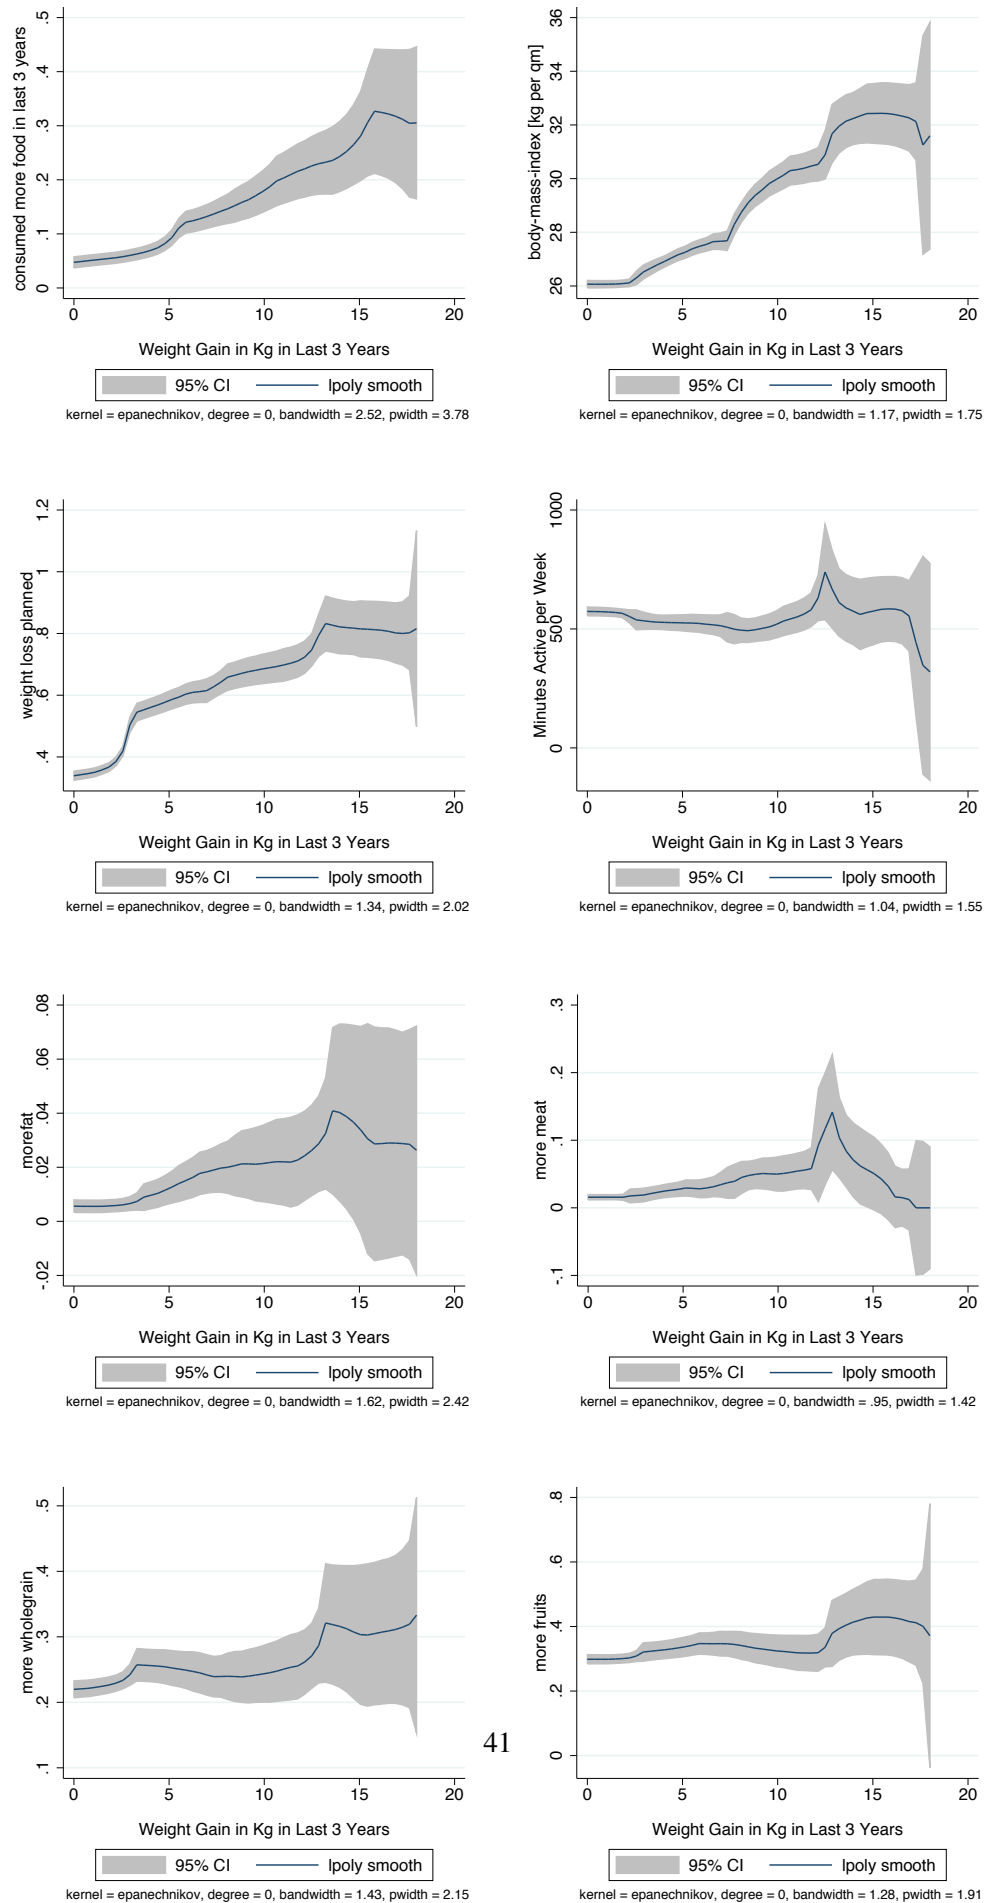 consumed more food in last 3 years
.5
.4
.3
.2
.1
0
0 5 10 15 20
Weight Gain in Kg in Last 3 Years
95% CI lpoly smooth
kernel = epanechnikov, degree = 0, bandwidth = 2.52, pwidth = 3.78
body-mass-index [kg per qm]
36
34
32
30
28
26
0 5 10 15 20
Weight Gain in Kg in Last 3 Years
95% CI lpoly smooth
kernel = epanechnikov, degree = 0, bandwidth = 1.17, pwidth = 1.75
weight loss planned
1.2
1
.8
.6
.4
0 5 10 15 20
Weight Gain in Kg in Last 3 Years
95% CI lpoly smooth
kernel = epanechnikov, degree = 0, bandwidth = 1.34, pwidth = 2.02
Minutes Active per Week
1000
500
0
0 5 10 15 20
Weight Gain in Kg in Last 3 Years
95% CI lpoly smooth
kernel = epanechnikov, degree = 0, bandwidth = 1.04, pwidth = 1.55
morefat
.08
.06
.04
.02
0
-.02
0 5 10 15 20
Weight Gain in Kg in Last 3 Years
95% CI lpoly smooth
kernel = epanechnikov, degree = 0, bandwidth = 1.62, pwidth = 2.42
more meat
.3
.2
.1
0
-.1
0 5 10 15 20
Weight Gain in Kg in Last 3 Years
95% CI lpoly smooth
kernel = epanechnikov, degree = 0, bandwidth = .95, pwidth = 1.42
more wholegrain
.5
.4
.3
.2
.1
0 5 10 15 20
Weight Gain in Kg in Last 3 Years
95% CI lpoly smooth
kernel = epanechnikov, degree = 0, bandwidth = 1.43, pwidth = 2.15
more fruits
.8
.6
.4
.2
0
0 5 10 15 20
Weight Gain in Kg in Last 3 Years
95% CI lpoly smooth
kernel = epanechnikov, degree = 0, bandwidth = 1.28, pwidth = 1.91
41